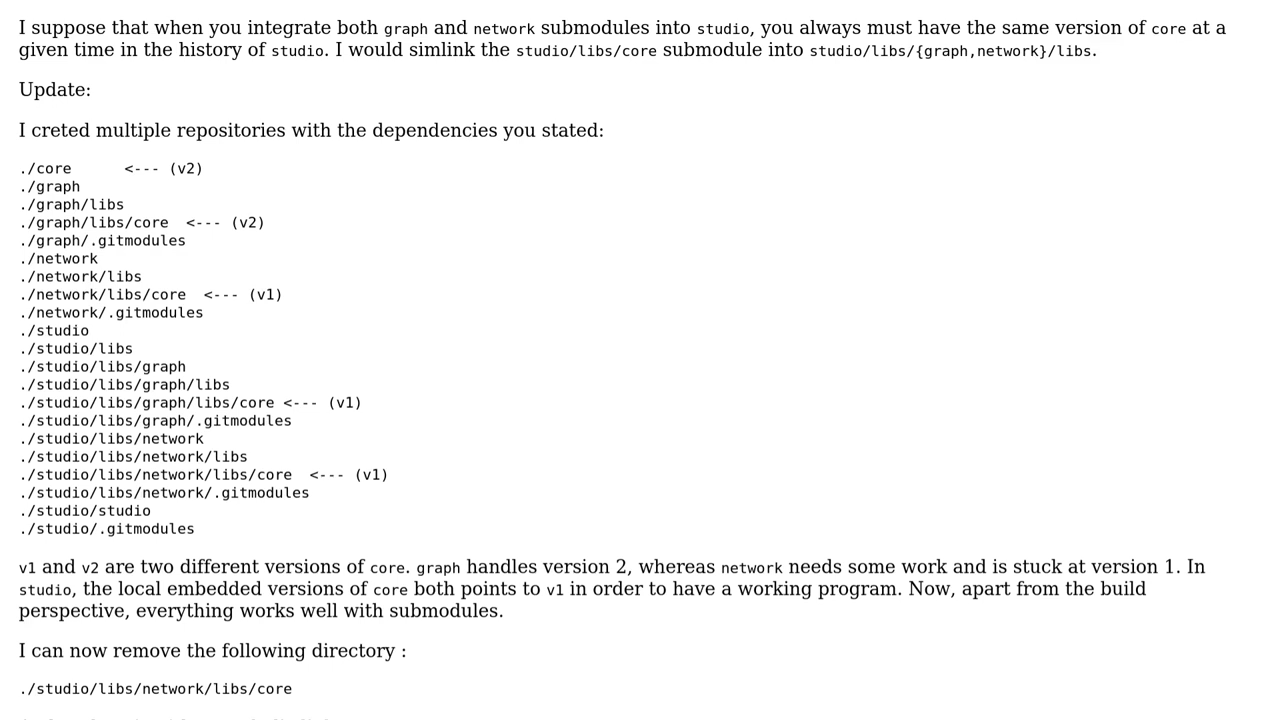 I suppose that when you integrate both graph and network submodules into studio, you always must have the same version of core at a
given time in the history of studio. I would simlink the studio/libs/core submodule into studio/libs/{graph,network}/libs.
Update:
I creted multiple repositories with the dependencies you stated:
./core      <--- (v2)
./graph
./graph/libs
./graph/libs/core  <--- (v2)
./graph/.gitmodules
./network
./network/libs
./network/libs/core  <--- (v1)
./network/.gitmodules
./studio
./studio/libs
./studio/libs/graph
./studio/libs/graph/libs
./studio/libs/graph/libs/core <--- (v1)
./studio/libs/graph/.gitmodules
./studio/libs/network
./studio/libs/network/libs
./studio/libs/network/libs/core  <--- (v1)
./studio/libs/network/.gitmodules
./studio/studio
./studio/.gitmodules
v1 and v2 are two different versions of core. graph handles version 2, whereas network needs some work and is stuck at version 1. In
studio, the local embedded versions of core both points to v1 in order to have a working program. Now, apart from the build
perspective, everything works well with submodules.
I can now remove the following directory :
./studio/libs/network/libs/core